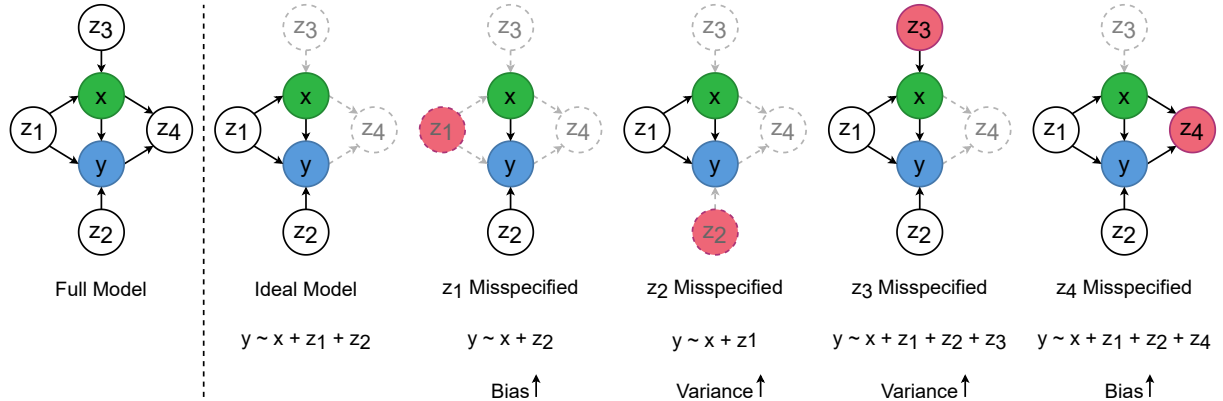 z3
x
z1
z4
y
z2
Full Model
z3
x
z1
z4
y
z2
Ideal Model
y ~ x + z1 + z2
z3
x
z1
z4
y
z2
z1 Misspecified
y ~ x + z2
Bias ↑
z3
x
z1
z4
y
z2
z2 Misspecified
y ~ x + z1
Variance ↑
z3
x
z1
z4
y
z2
z3 Misspecified
y ~ x + z1 + z2 + z3
Variance ↑
z3
x
z1
z4
y
z2
z4 Misspecified
y ~ x + z1 + z2 + z4
Bias ↑